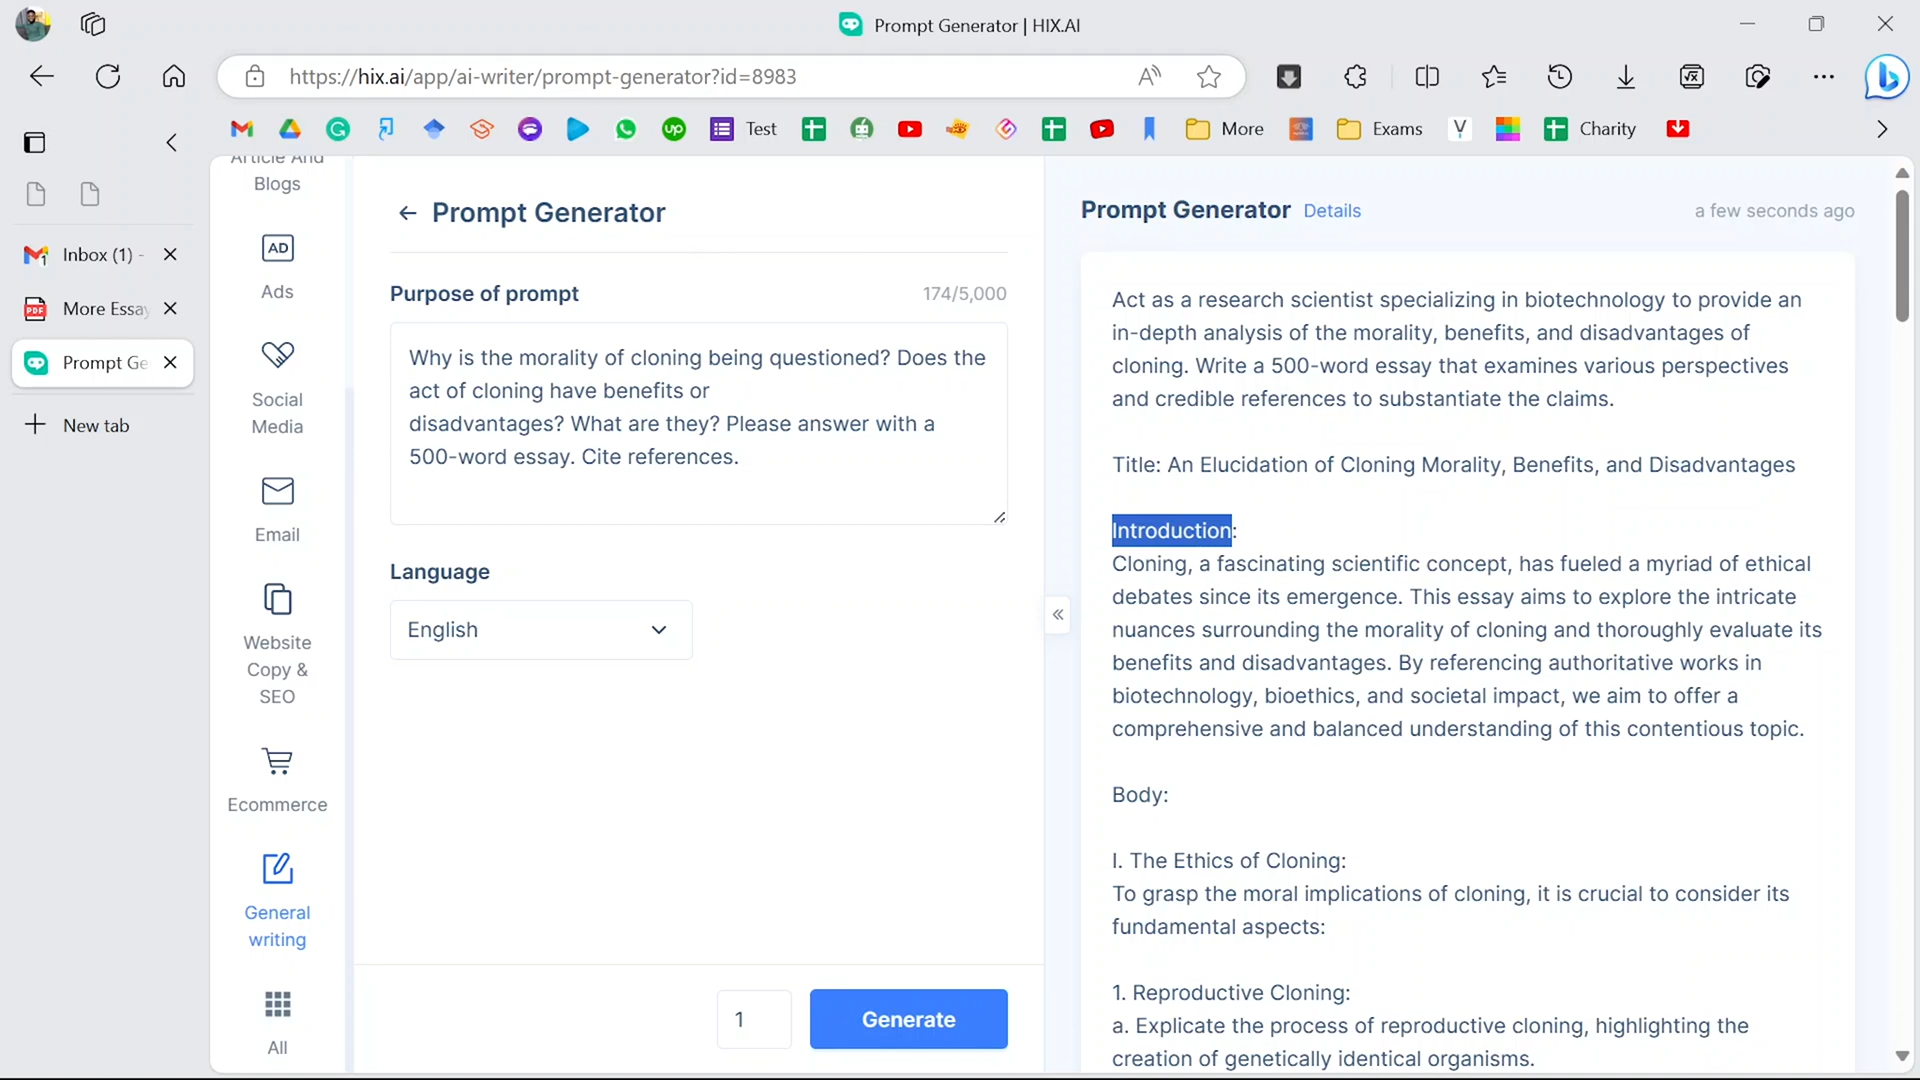 Prompt Generator | HIX.AI
https://hix.ai/app/ai-writer/prompt-generator?id=8983
Test
More
Exams
Charity
Inbox (1) -
More Essay
Prompt Ge
New tab
Article And
Blogs
AD
Ads
Social
Media
Email
Website
Copy &
SEO
Ecommerce
General
writing
All
Prompt Generator
Purpose of prompt
174/5,000
Why is the morality of cloning being questioned? Does the
act of cloning have benefits or
disadvantages? What are they? Please answer with a
500-word essay. Cite references.
Language
English
1
Generate
Prompt Generator
Details
a few seconds ago
Act as a research scientist specializing in biotechnology to provide an
in-depth analysis of the morality, benefits, and disadvantages of
cloning. Write a 500-word essay that examines various perspectives
and credible references to substantiate the claims.
Title: An Elucidation of Cloning Morality, Benefits, and Disadvantages
Introduction:
Cloning, a fascinating scientific concept, has fueled a myriad of ethical
debates since its emergence. This essay aims to explore the intricate
nuances surrounding the morality of cloning and thoroughly evaluate its
benefits and disadvantages. By referencing authoritative works in
biotechnology, bioethics, and societal impact, we aim to offer a
comprehensive and balanced understanding of this contentious topic.
Body:
I. The Ethics of Cloning:
To grasp the moral implications of cloning, it is crucial to consider its
fundamental aspects:
1. Reproductive Cloning:
a. Explicate the process of reproductive cloning, highlighting the
creation of genetically identical organisms.